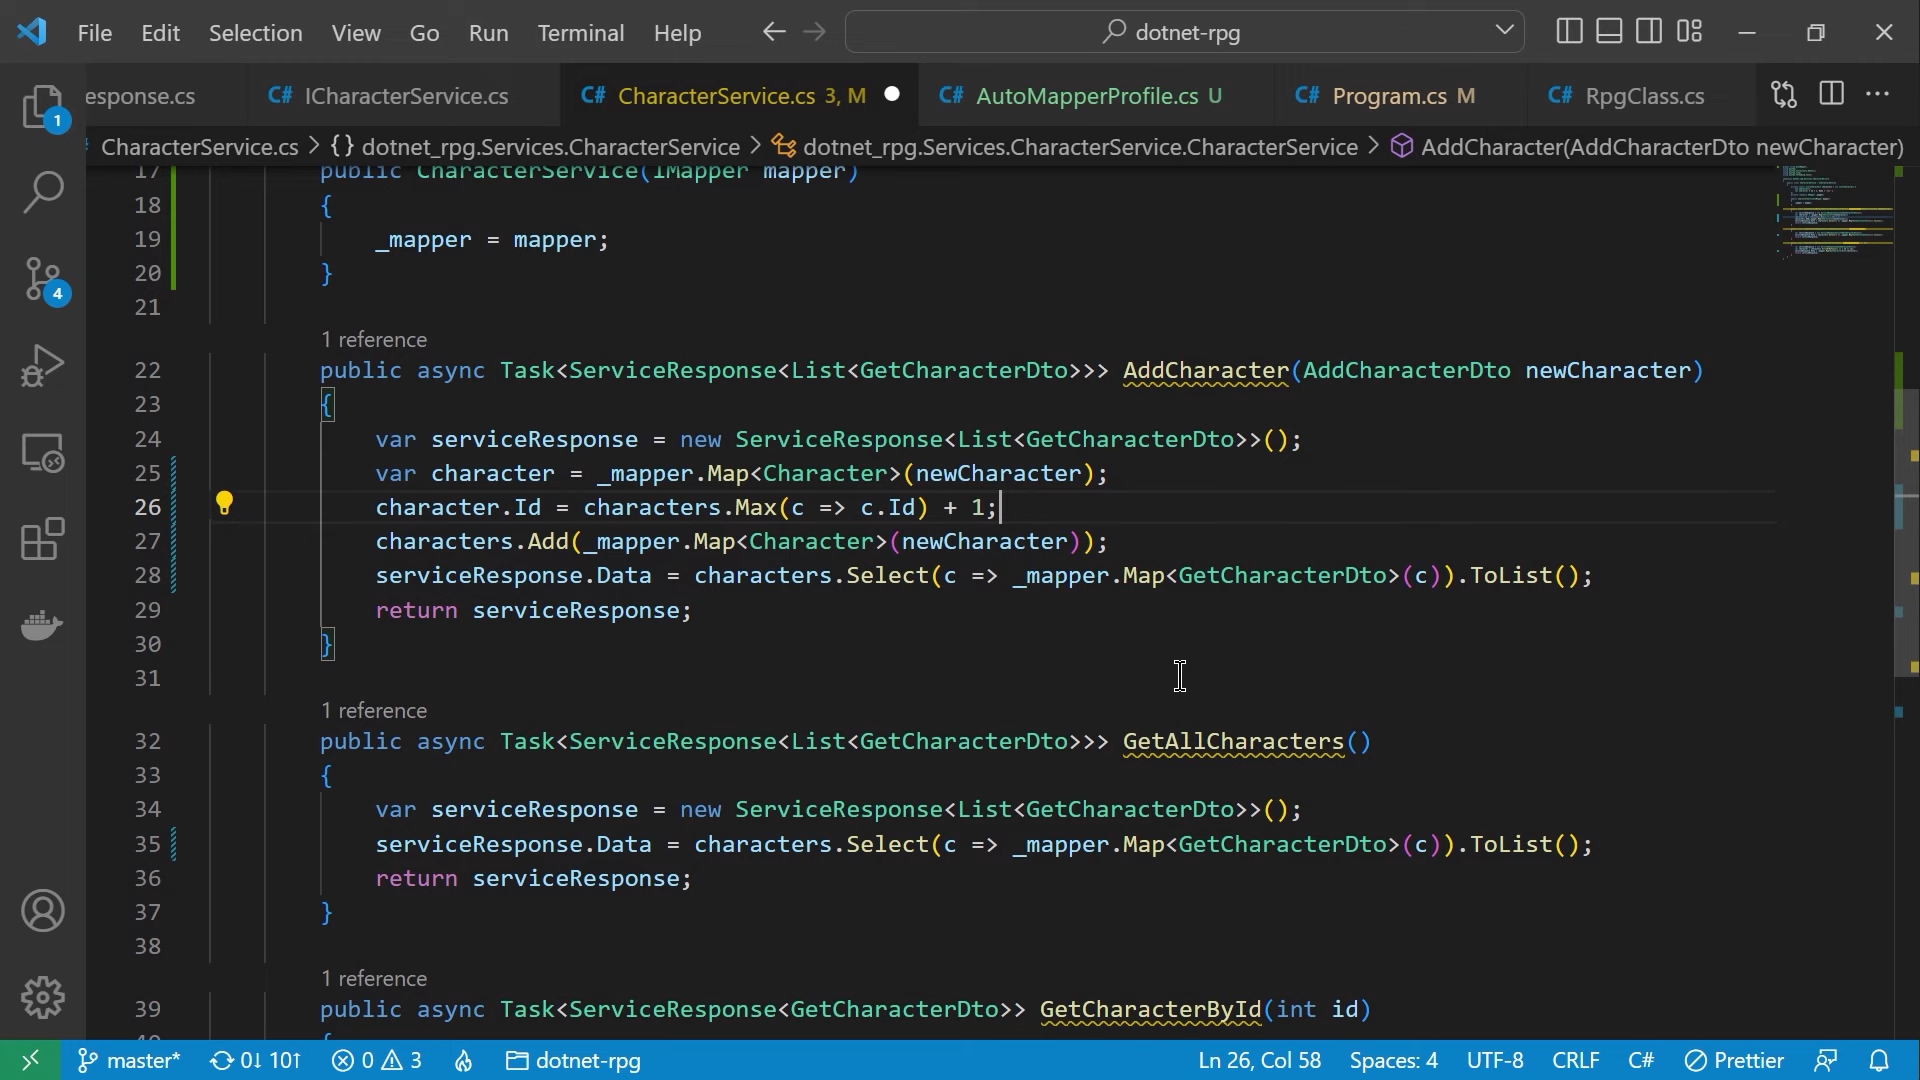 File Edit Selection View Go Run Terminal Help dotnet-rpg
esponse.cs C# ICharacterService.cs C# CharacterService.cs 3, M C# AutoMapperProfile.cs U C# Program.cs M C# RpgClass.cs
CharacterService.cs > {} dotnet_rpg.Services.CharacterService > dotnet_rpg.Services.CharacterService.CharacterService > AddCharacter(AddCharacterDto newCharacter)
17 public CharacterService(IMapper mapper)
18 {
19 _mapper = mapper;
20 }
21
1 reference
22 public async Task<ServiceResponse<List<GetCharacterDto>>> AddCharacter(AddCharacterDto newCharacter)
23 {
24 var serviceResponse = new ServiceResponse<List<GetCharacterDto>>();
25 var character = _mapper.Map<Character>(newCharacter);
26 character.Id = characters.Max(c => c.Id) + 1;
27 characters.Add(_mapper.Map<Character>(newCharacter));
28 serviceResponse.Data = characters.Select(c => _mapper.Map<GetCharacterDto>(c)).ToList();
29 return serviceResponse;
30 }
31
1 reference
32 public async Task<ServiceResponse<List<GetCharacterDto>>> GetAllCharacters()
33 {
34 var serviceResponse = new ServiceResponse<List<GetCharacterDto>>();
35 serviceResponse.Data = characters.Select(c => _mapper.Map<GetCharacterDto>(c)).ToList();
36 return serviceResponse;
37 }
38
1 reference
39 public async Task<ServiceResponse<GetCharacterDto>> GetCharacterById(int id)
1
4
master* 0↓ 10↑ 0 3 dotnet-rpg Ln 26, Col 58 Spaces: 4 UTF-8 CRLF C# Prettier